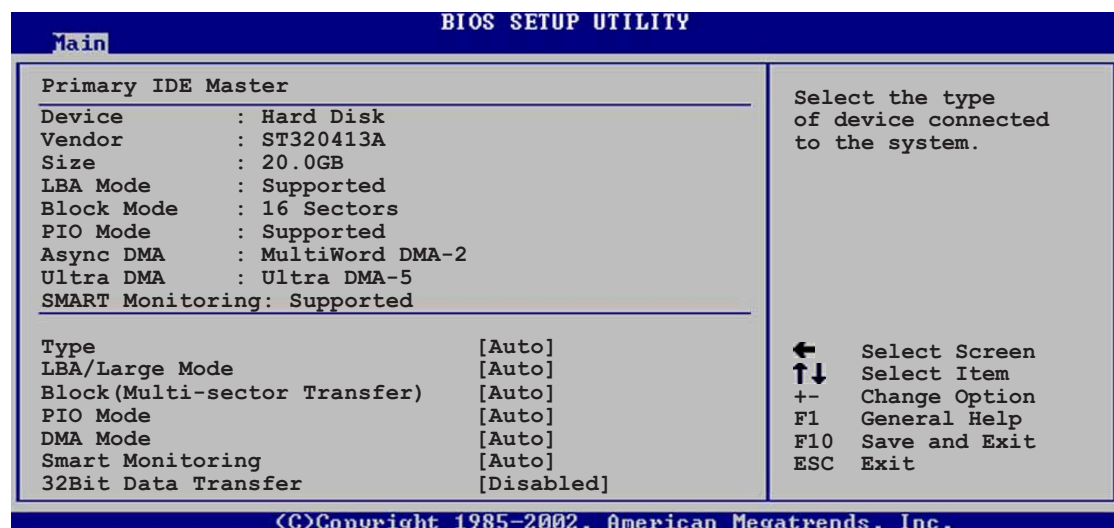 BIOS SETUP UTILITY
Main
Primary IDE Master
Device : Hard Disk
Vendor : ST320413A
Size : 20.0GB
LBA Mode : Supported
Block Mode : 16 Sectors
PIO Mode : Supported
Async DMA : MultiWord DMA-2
Ultra DMA : Ultra DMA-5
SMART Monitoring: Supported
Type [Auto]
LBA/Large Mode [Auto]
Block(Multi-sector Transfer) [Auto]
PIO Mode [Auto]
DMA Mode [Auto]
Smart Monitoring [Auto]
32Bit Data Transfer [Disabled]
Select the type
of device connected
to the system.
← Select Screen
↑↓ Select Item
+- Change Option
F1 General Help
F10 Save and Exit
ESC Exit
(C)Copyright 1985-2002, American Megatrends, Inc.